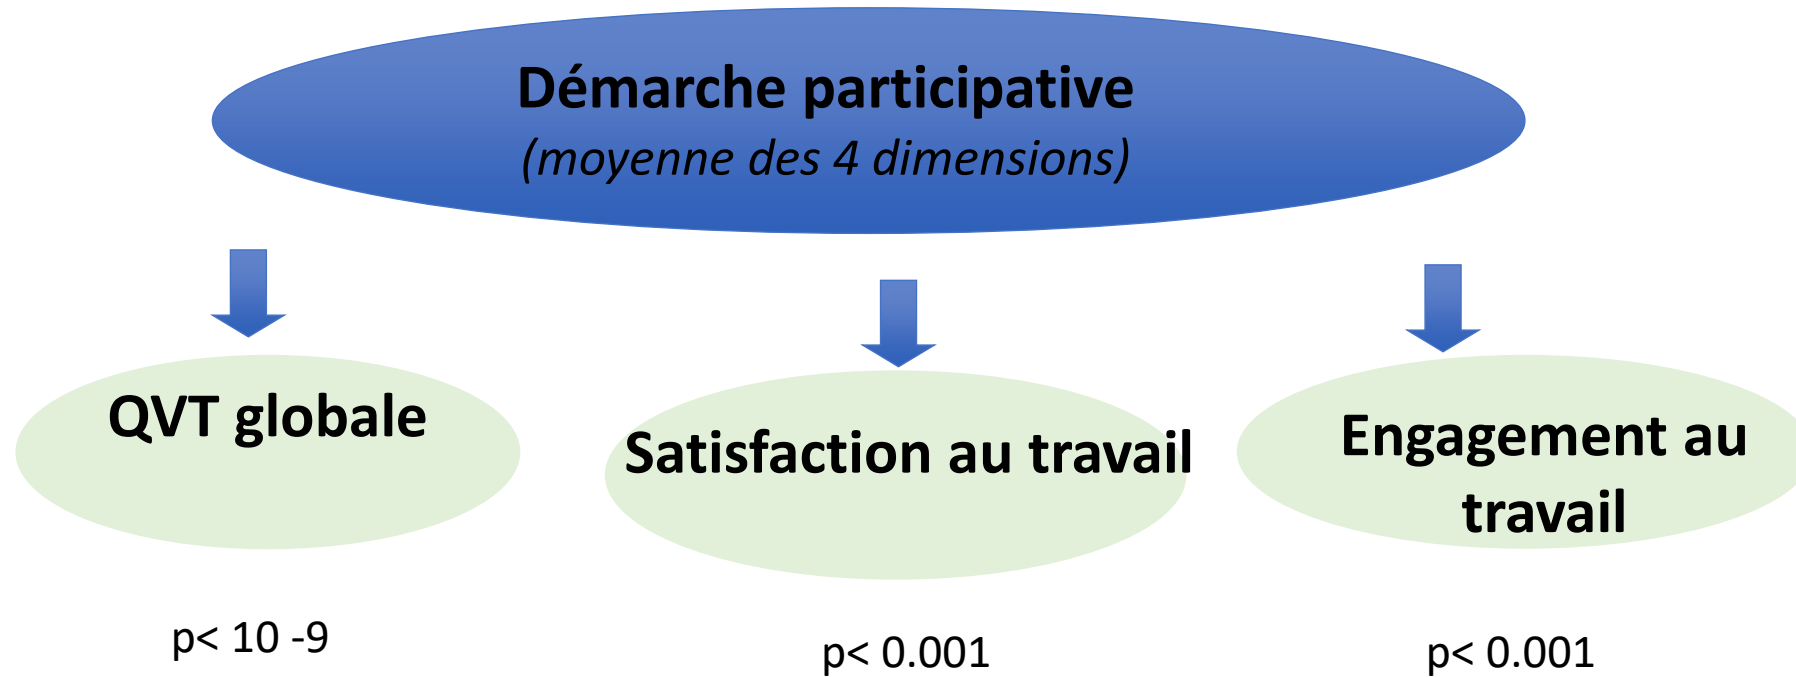 Démarche participative
(moyenne des 4 dimensions)
QVT globale
Satisfaction au travail
Engagement au
travail
p< 10 -9
p< 0.001
p< 0.001